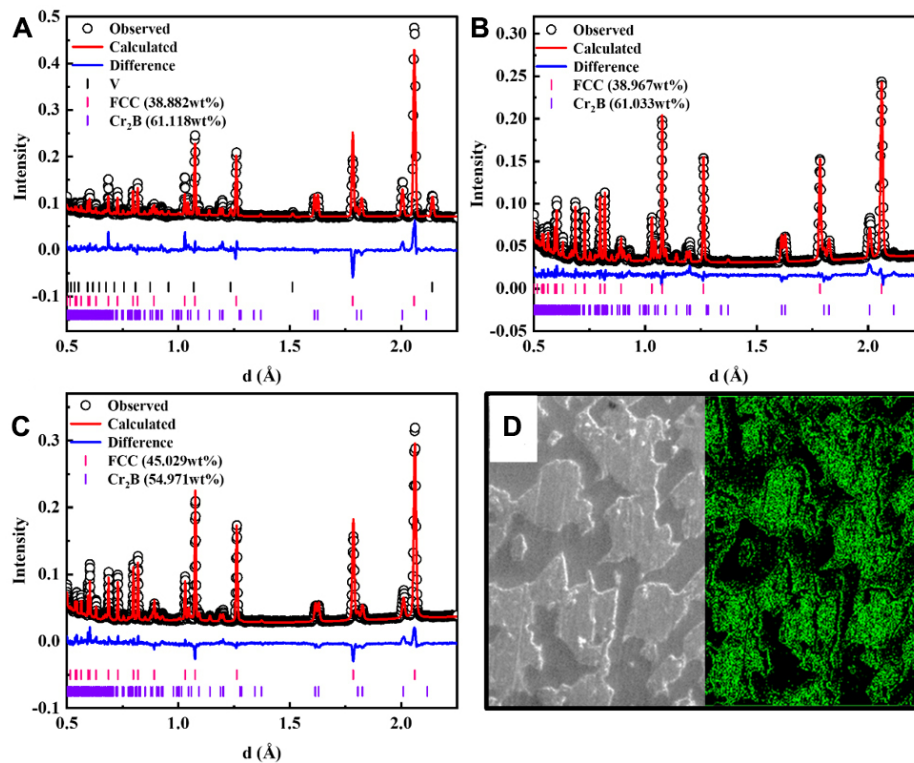 A
Observed
Calculated
Difference
V
FCC (38.882wt%)
Cr₂B (61.118wt%)
Intensity
0.5
0.4
0.3
0.2
0.1
0.0
-0.1
0.5 1.0 1.5 2.0
d (Å)
B
Observed
Calculated
Difference
FCC (38.967wt%)
Cr₂B (61.033wt%)
Intensity
0.30
0.25
0.20
0.15
0.10
0.05
0.00
-0.05
0.5 1.0 1.5 2.0
d (Å)
C
Observed
Calculated
Difference
FCC (45.029wt%)
Cr₂B (54.971wt%)
Intensity
0.3
0.2
0.1
0.0
-0.1
0.5 1.0 1.5 2.0
d (Å)
D